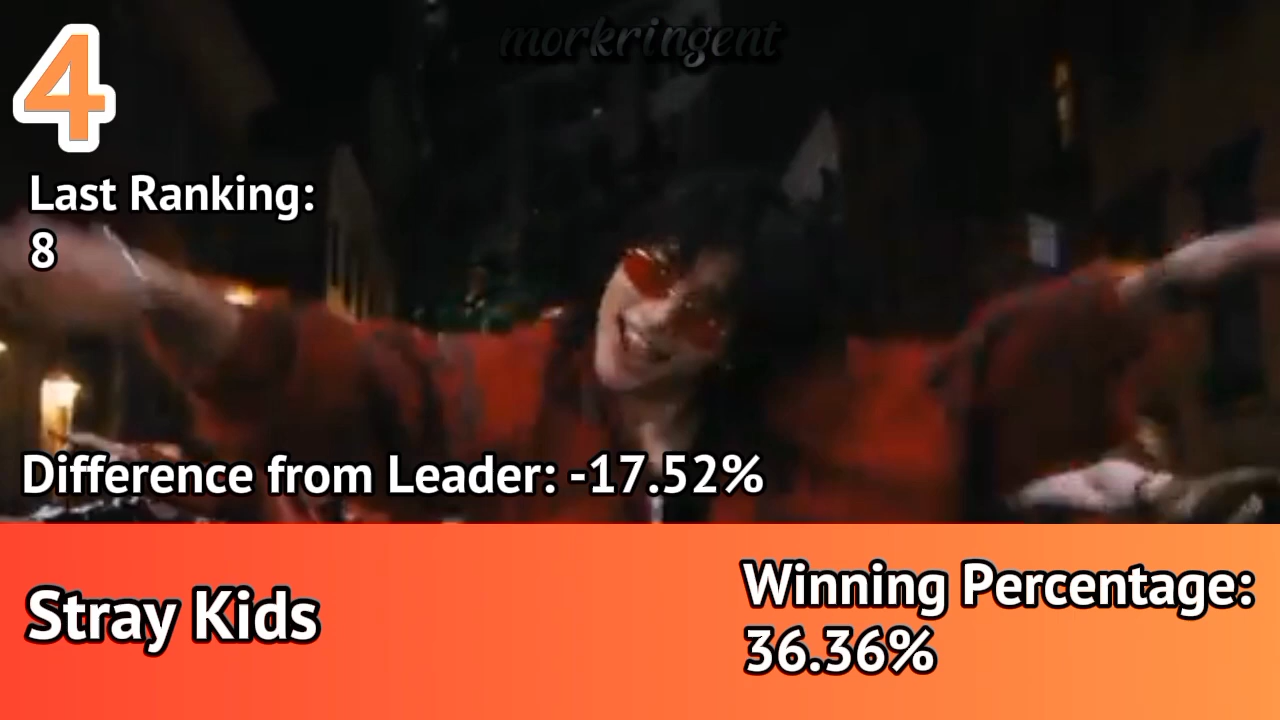 morkringent
4
Last Ranking:
8
Difference from Leader: -17.52%
Stray Kids
Winning Percentage:
36.36%